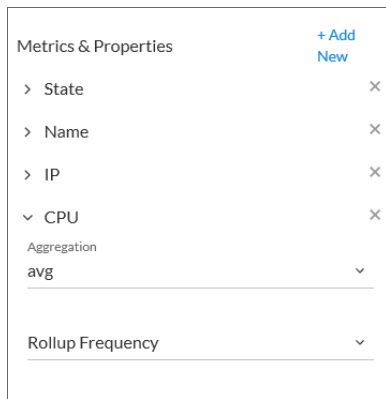 Metrics & Properties
+ Add
New
State
Name
IP
CPU
Aggregation
avg
Rollup Frequency